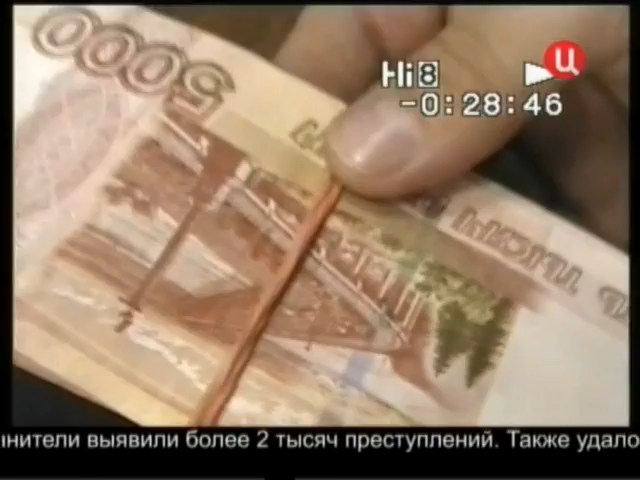 5000
Hi8
Ц
-0:28:46
нители выявили более 2 тысяч преступлений. Также удало